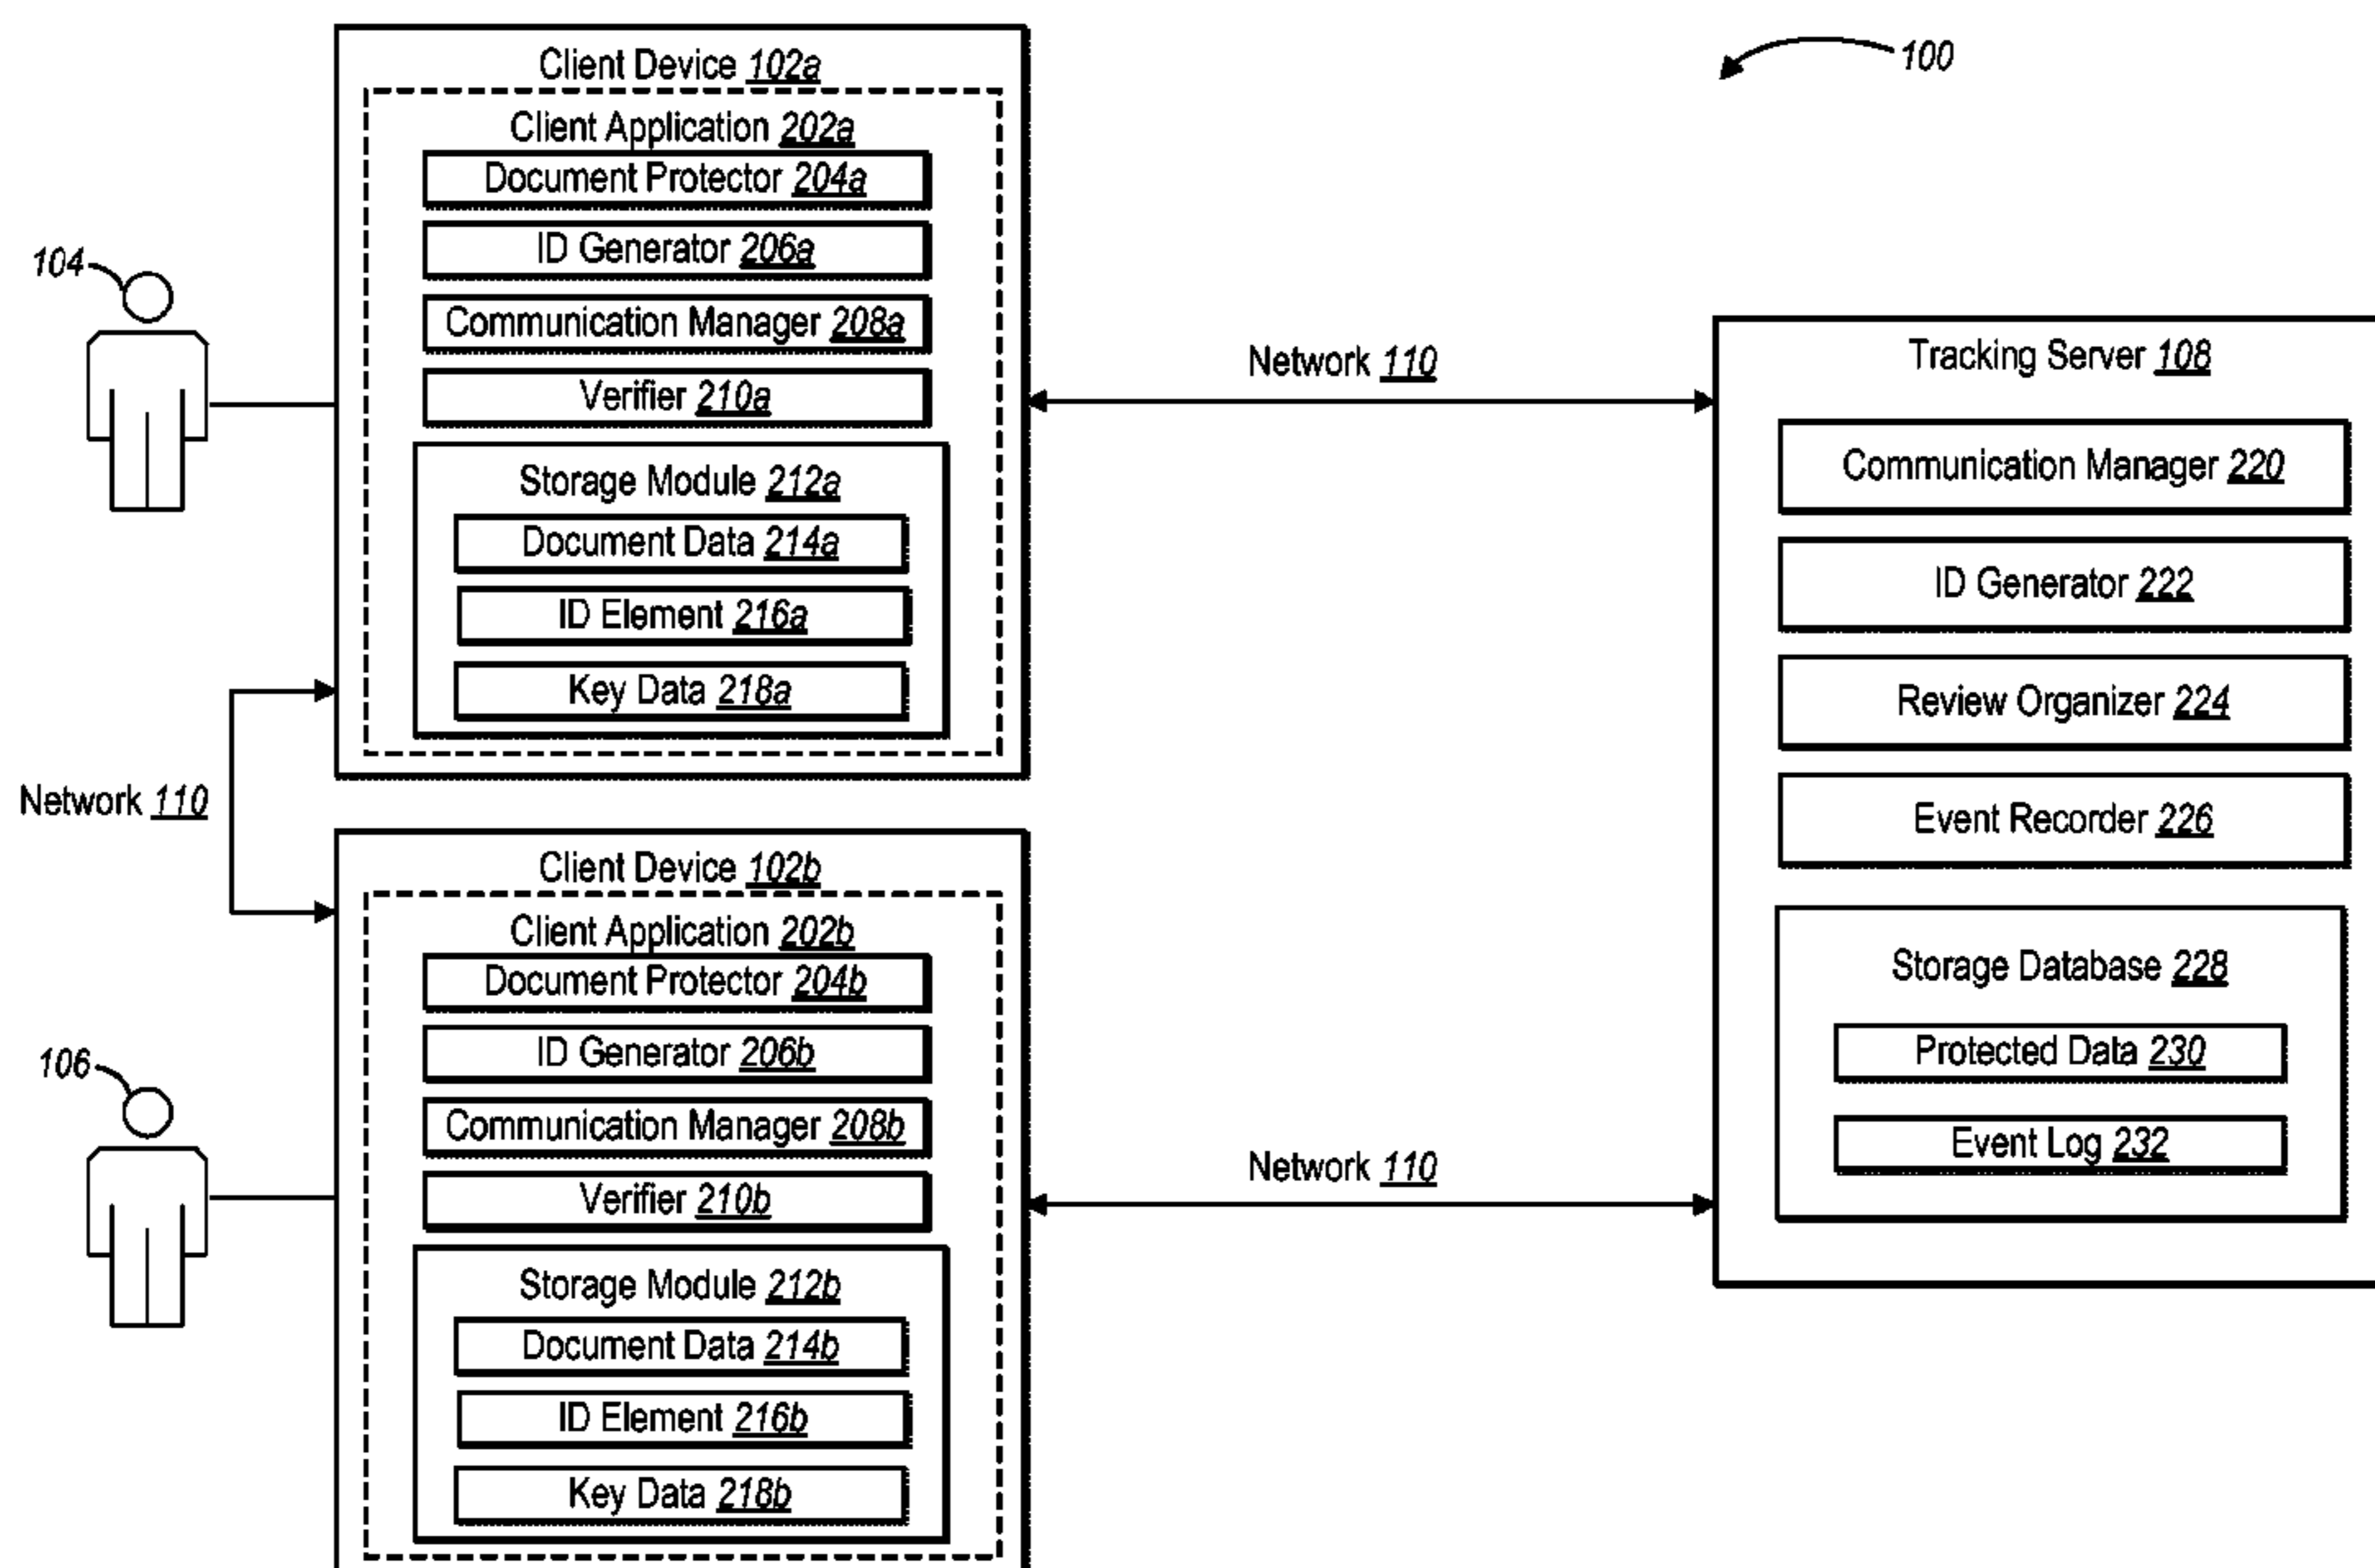 100
Client Device 102a
Client Application 202a
Document Protector 204a
ID Generator 206a
Communication Manager 208a
Verifier 210a
Storage Module 212a
Document Data 214a
ID Element 216a
Key Data 218a
104
Network 110
Network 110
Client Device 102b
Client Application 202b
Document Protector 204b
ID Generator 206b
Communication Manager 208b
Verifier 210b
Storage Module 212b
Document Data 214b
ID Element 216b
Key Data 218b
106
Network 110
Tracking Server 108
Communication Manager 220
ID Generator 222
Review Organizer 224
Event Recorder 226
Storage Database 228
Protected Data 230
Event Log 232